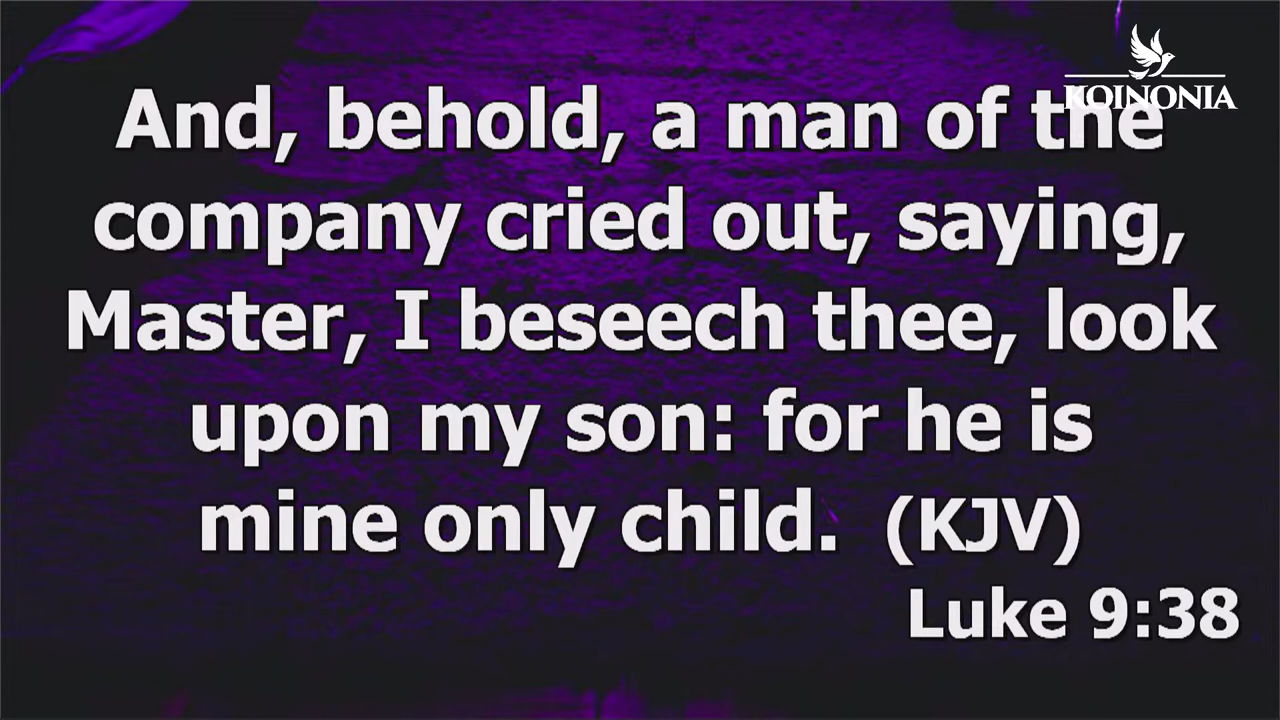 KOINONIA
And, behold, a man of the
company cried out, saying,
Master, I beseech thee, look
upon my son: for he is
mine only child. (KJV)
Luke 9:38